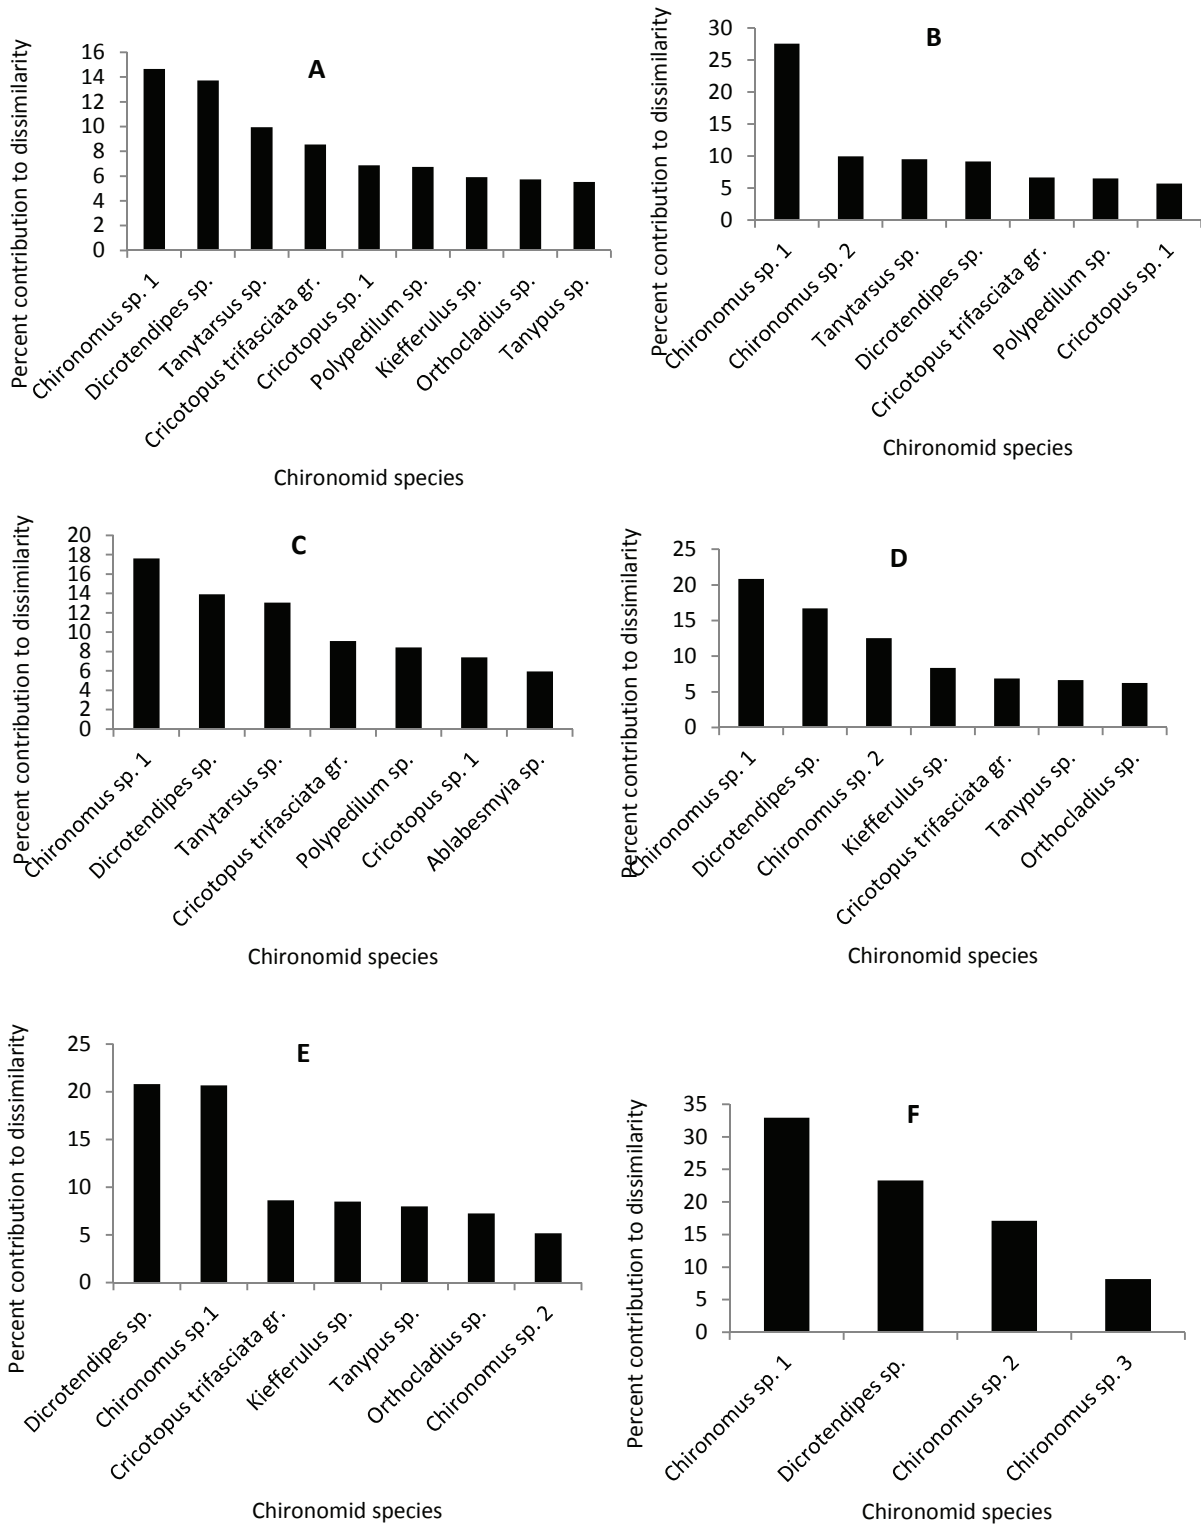 A
Percent contribution to dissimilarity
16
14
12
10
8
6
4
2
0
Chironomus sp. 1
Dicrotendipes sp.
Tanytarsus sp.
Cricotopus trifasciata gr.
Cricotopus sp. 1
Polypedilum sp.
Kiefferulus sp.
Orthocladius sp.
Tanypus sp.
Chironomid species
B
Percent contribution to dissimilarity
30
25
20
15
10
5
0
Chironomus sp. 1
Chironomus sp. 2
Tanytarsus sp.
Dicrotendipes sp.
Cricotopus trifasciata gr.
Polypedilum sp.
Cricotopus sp. 1
Chironomid species
C
Percent contribution to dissimilarity
20
18
16
14
12
10
8
6
4
2
0
Chironomus sp. 1
Dicrotendipes sp.
Tanytarsus sp.
Cricotopus trifasciata gr.
Polypedilum sp.
Cricotopus sp. 1
Ablabesmyia sp.
Chironomid species
D
Percent contribution to dissimilarity
25
20
15
10
5
0
Chironomus sp. 1
Dicrotendipes sp.
Chironomus sp. 2
Kiefferulus sp.
Cricotopus trifasciata gr.
Tanypus sp.
Orthocladius sp.
Chironomid species
E
Percent contribution to dissimilarity
25
20
15
10
5
0
Dicrotendipes sp.
Chironomus sp.1
Cricotopus trifasciata gr.
Kiefferulus sp.
Tanypus sp.
Orthocladius sp.
Chironomus sp. 2
Chironomid species
F
Percent contribution to dissimilarity
35
30
25
20
15
10
5
0
Chironomus sp. 1
Dicrotendipes sp.
Chironomus sp. 2
Chironomus sp. 3
Chironomid species